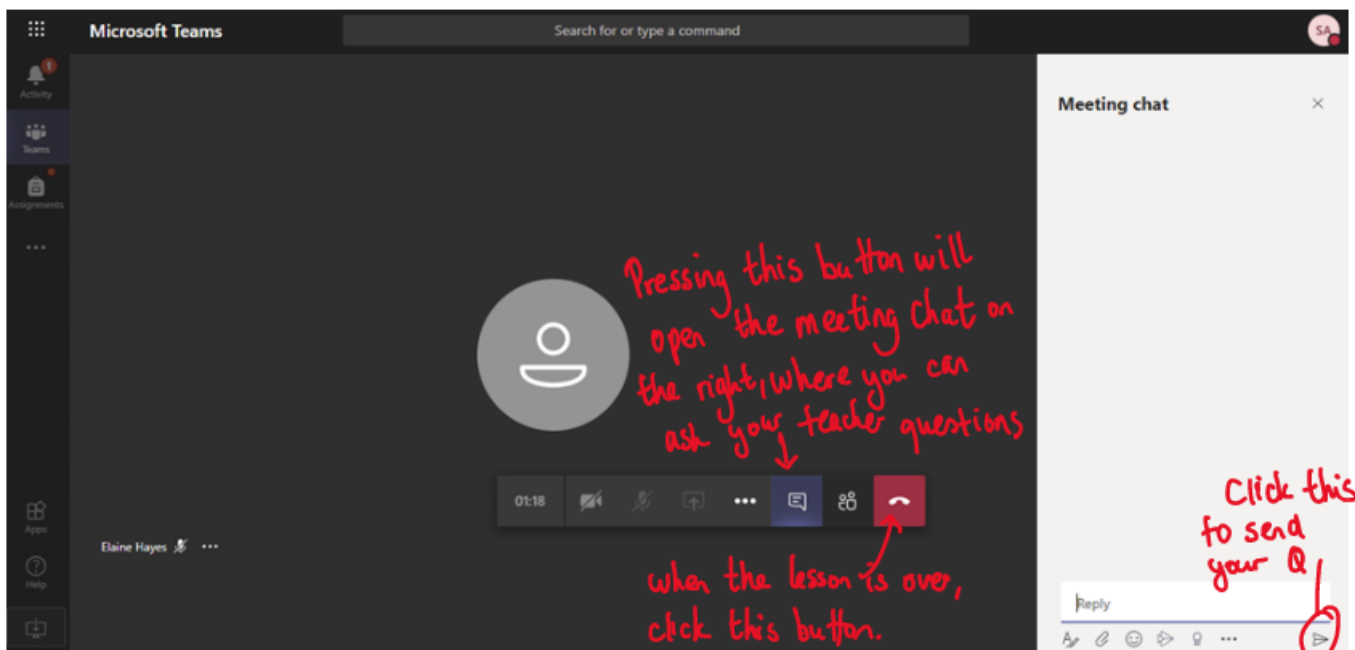 Microsoft Teams
Search for or type a command
SA
1
Activity
Teams
Assignments
Meeting chat
Pressing this button will
open the meeting chat on
the right, where you can
ask your teacher questions
01:18
Elaine Hayes
when the lesson is over,
click this button.
Click this
to send
your Q
Reply
Apps
Help